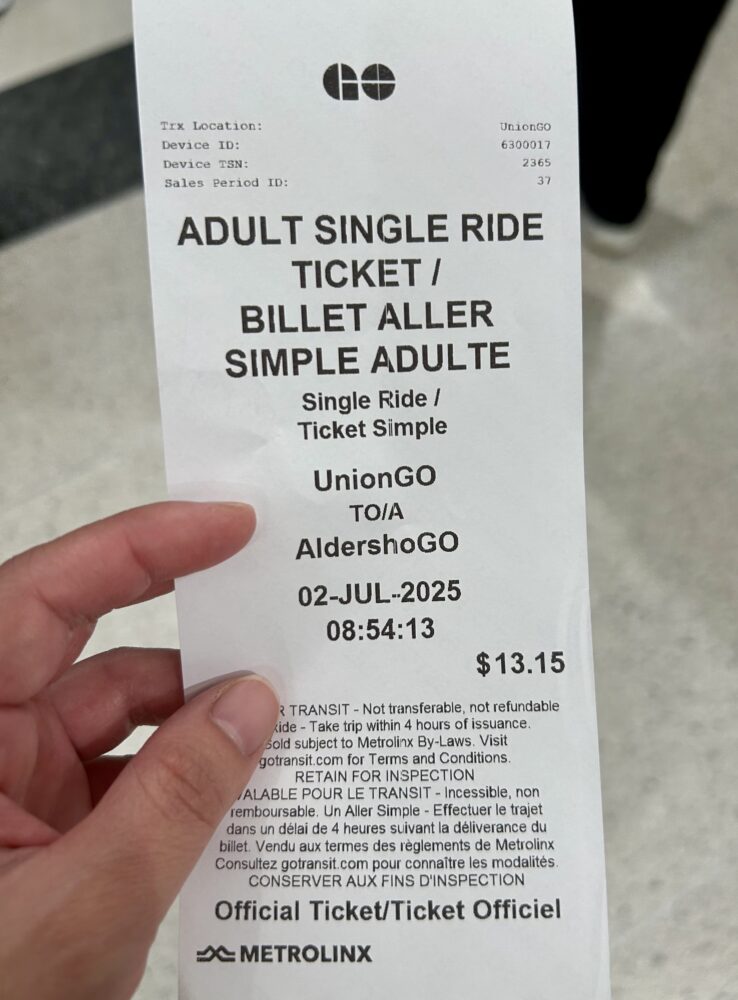 GO
Trx Location: UnionGO
Device ID: 6300017
Device TSN: 2365
Sales Period ID: 37
ADULT SINGLE RIDE
TICKET /
BILLET ALLER
SIMPLE ADULTE
Single Ride /
Ticket Simple
UnionGO
TO/A
AldershoGO
02-JUL-2025
08:54:13
$13.15
TRANSIT - Not transferable, not refundable
- Take trip within 4 hours of issuance.
Sold subject to Metrolinx By-Laws. Visit
gotransit.com for Terms and Conditions.
RETAIN FOR INSPECTION
VALABLE POUR LE TRANSIT - Incessible, non
remboursable. Un Aller Simple - Effectuer le trajet
dans un délai de 4 heures suivant la déliverance du
billet. Vendu aux termes des règlements de Metrolinx
Consultez gotransit.com pour connaître les modalités.
CONSERVER AUX FINS D'INSPECTION
Official Ticket/Ticket Officiel
METROLINX